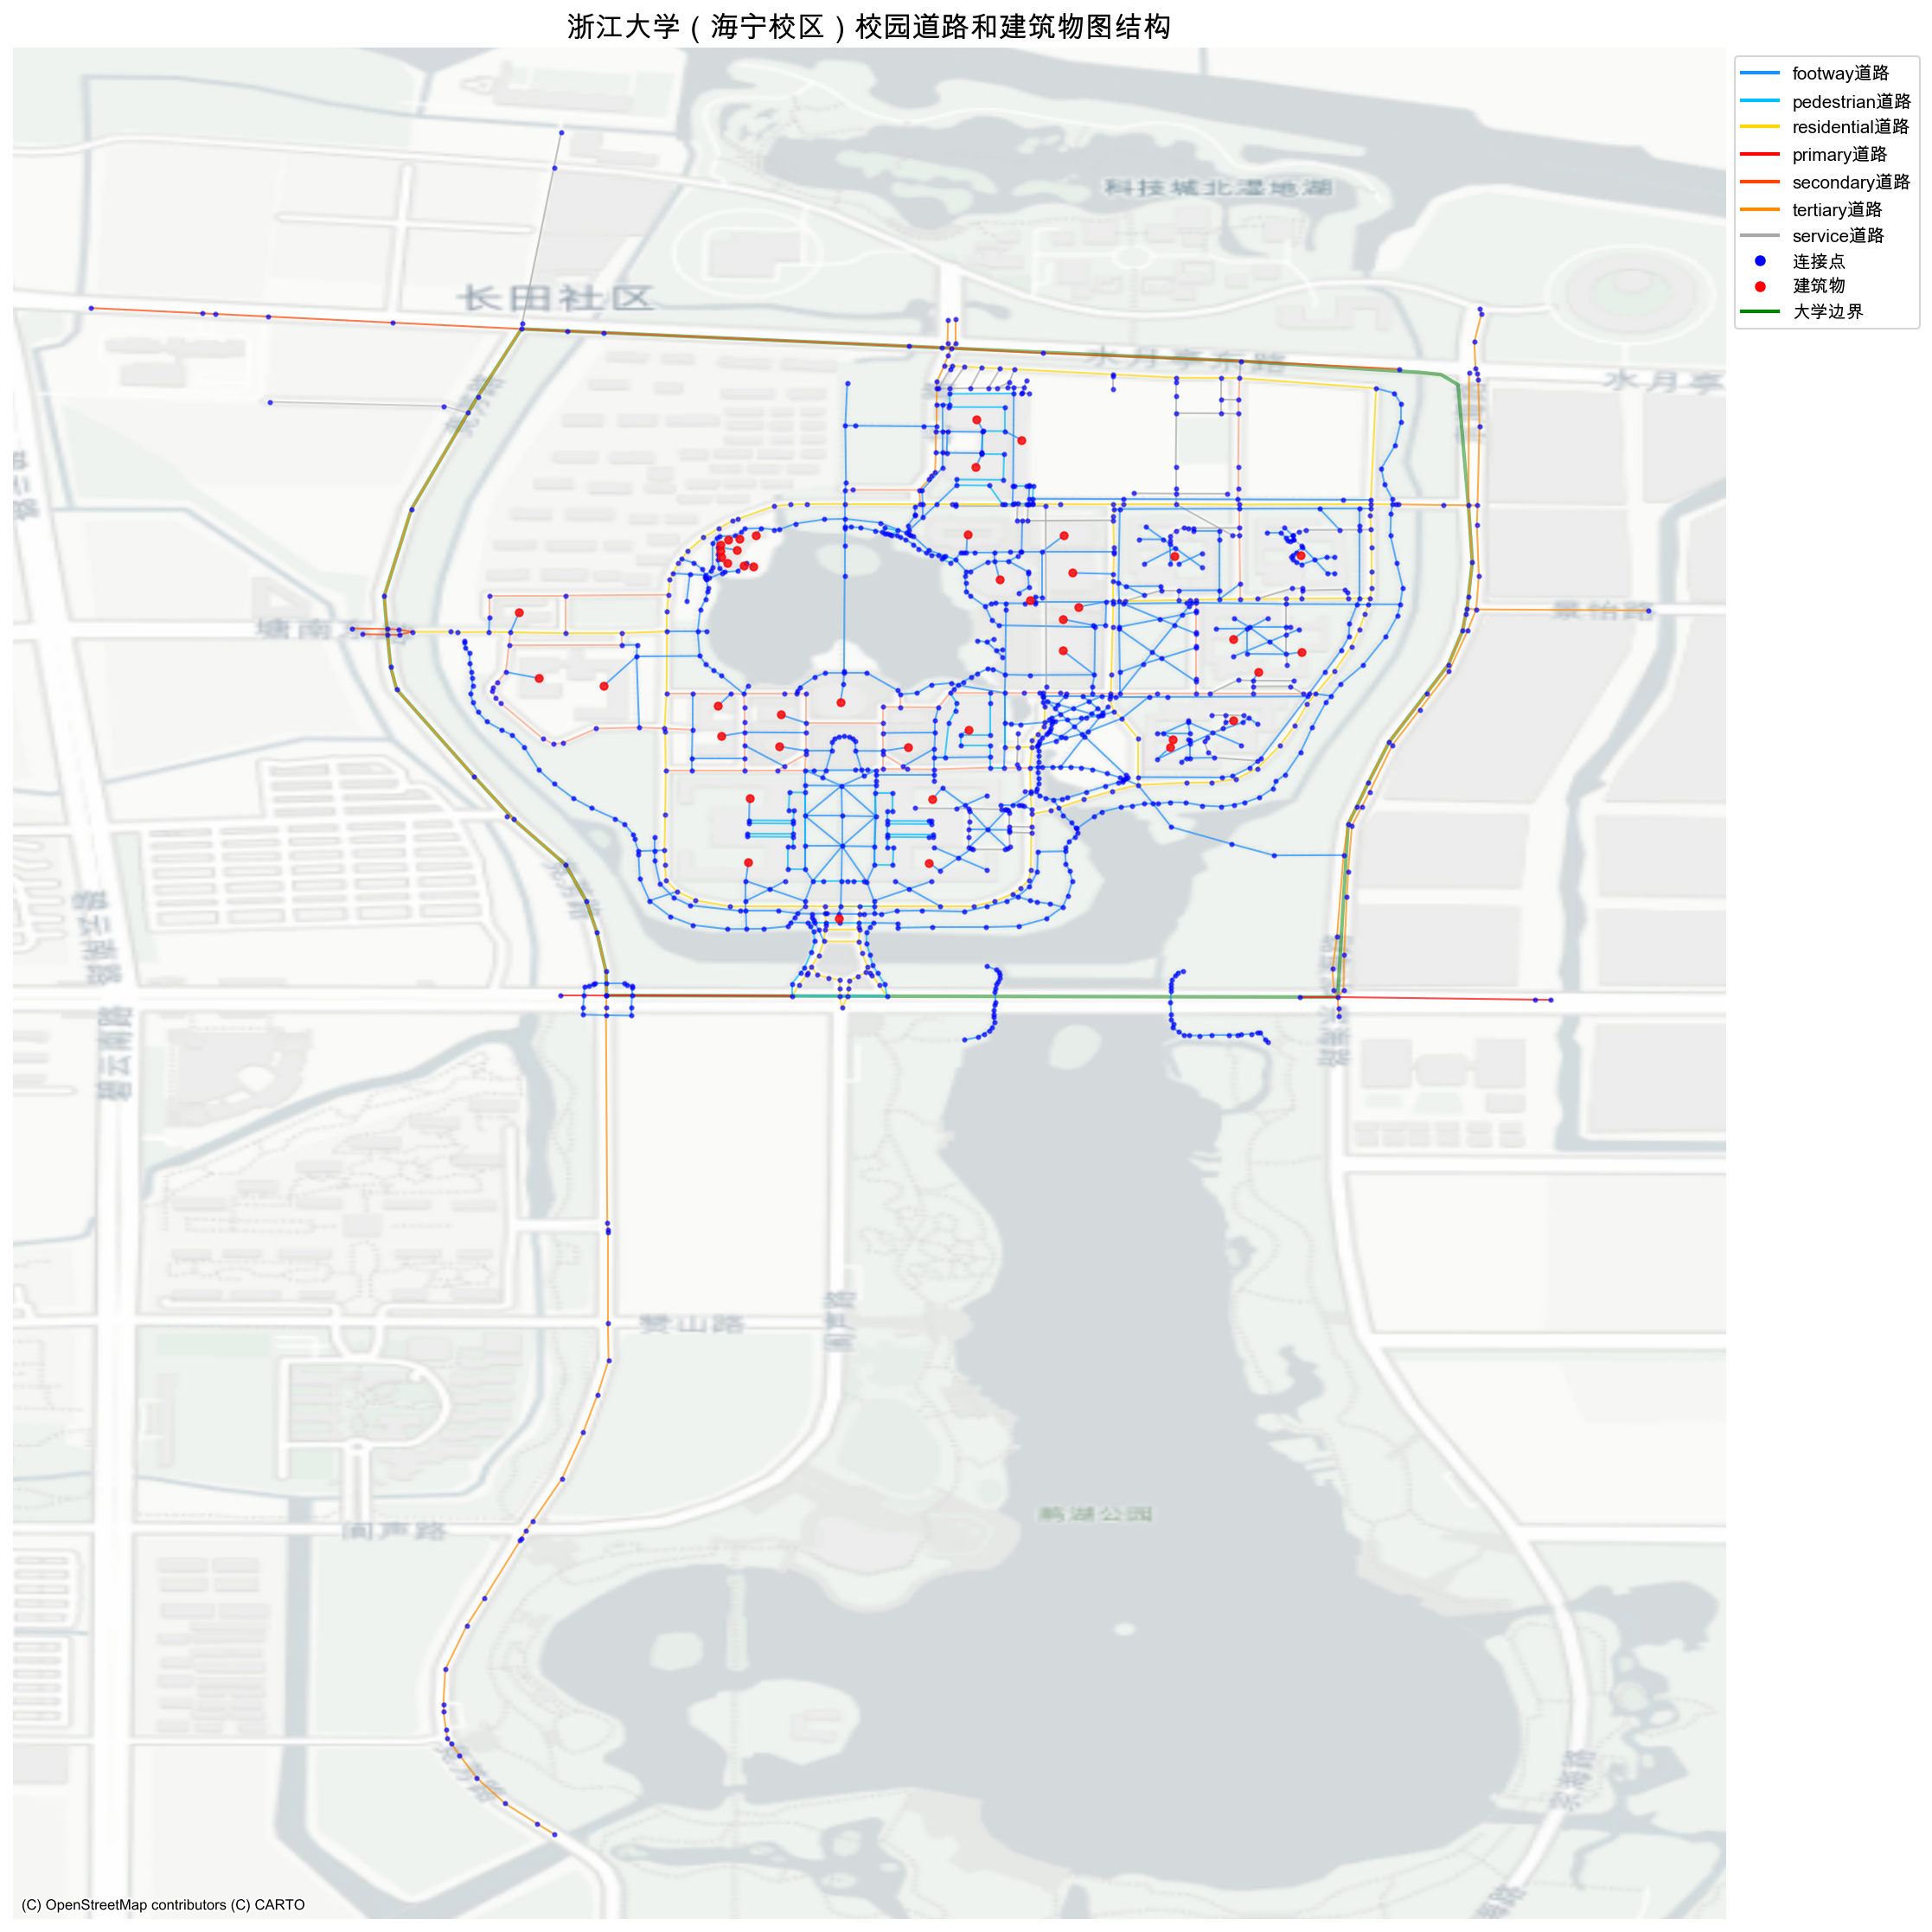 浙江大学（海宁校区）校园道路和建筑物图结构
footway道路
pedestrian道路
residential道路
primary道路
secondary道路
tertiary道路
service道路
连接点
建筑物
大学边界
科技城北湿地湖
长田社区
水月亭东路
水月亭
景怡路
碧云南路
赞山路
闻声路
闻声路
鹃湖公园
(C) OpenStreetMap contributors (C) CARTO